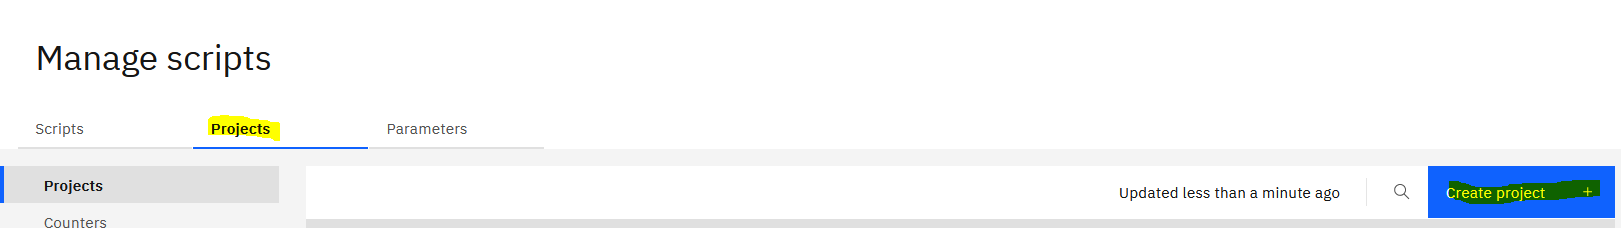 Manage scripts
Scripts Projects Parameters
Projects
Updated less than a minute ago Create project +
Counters